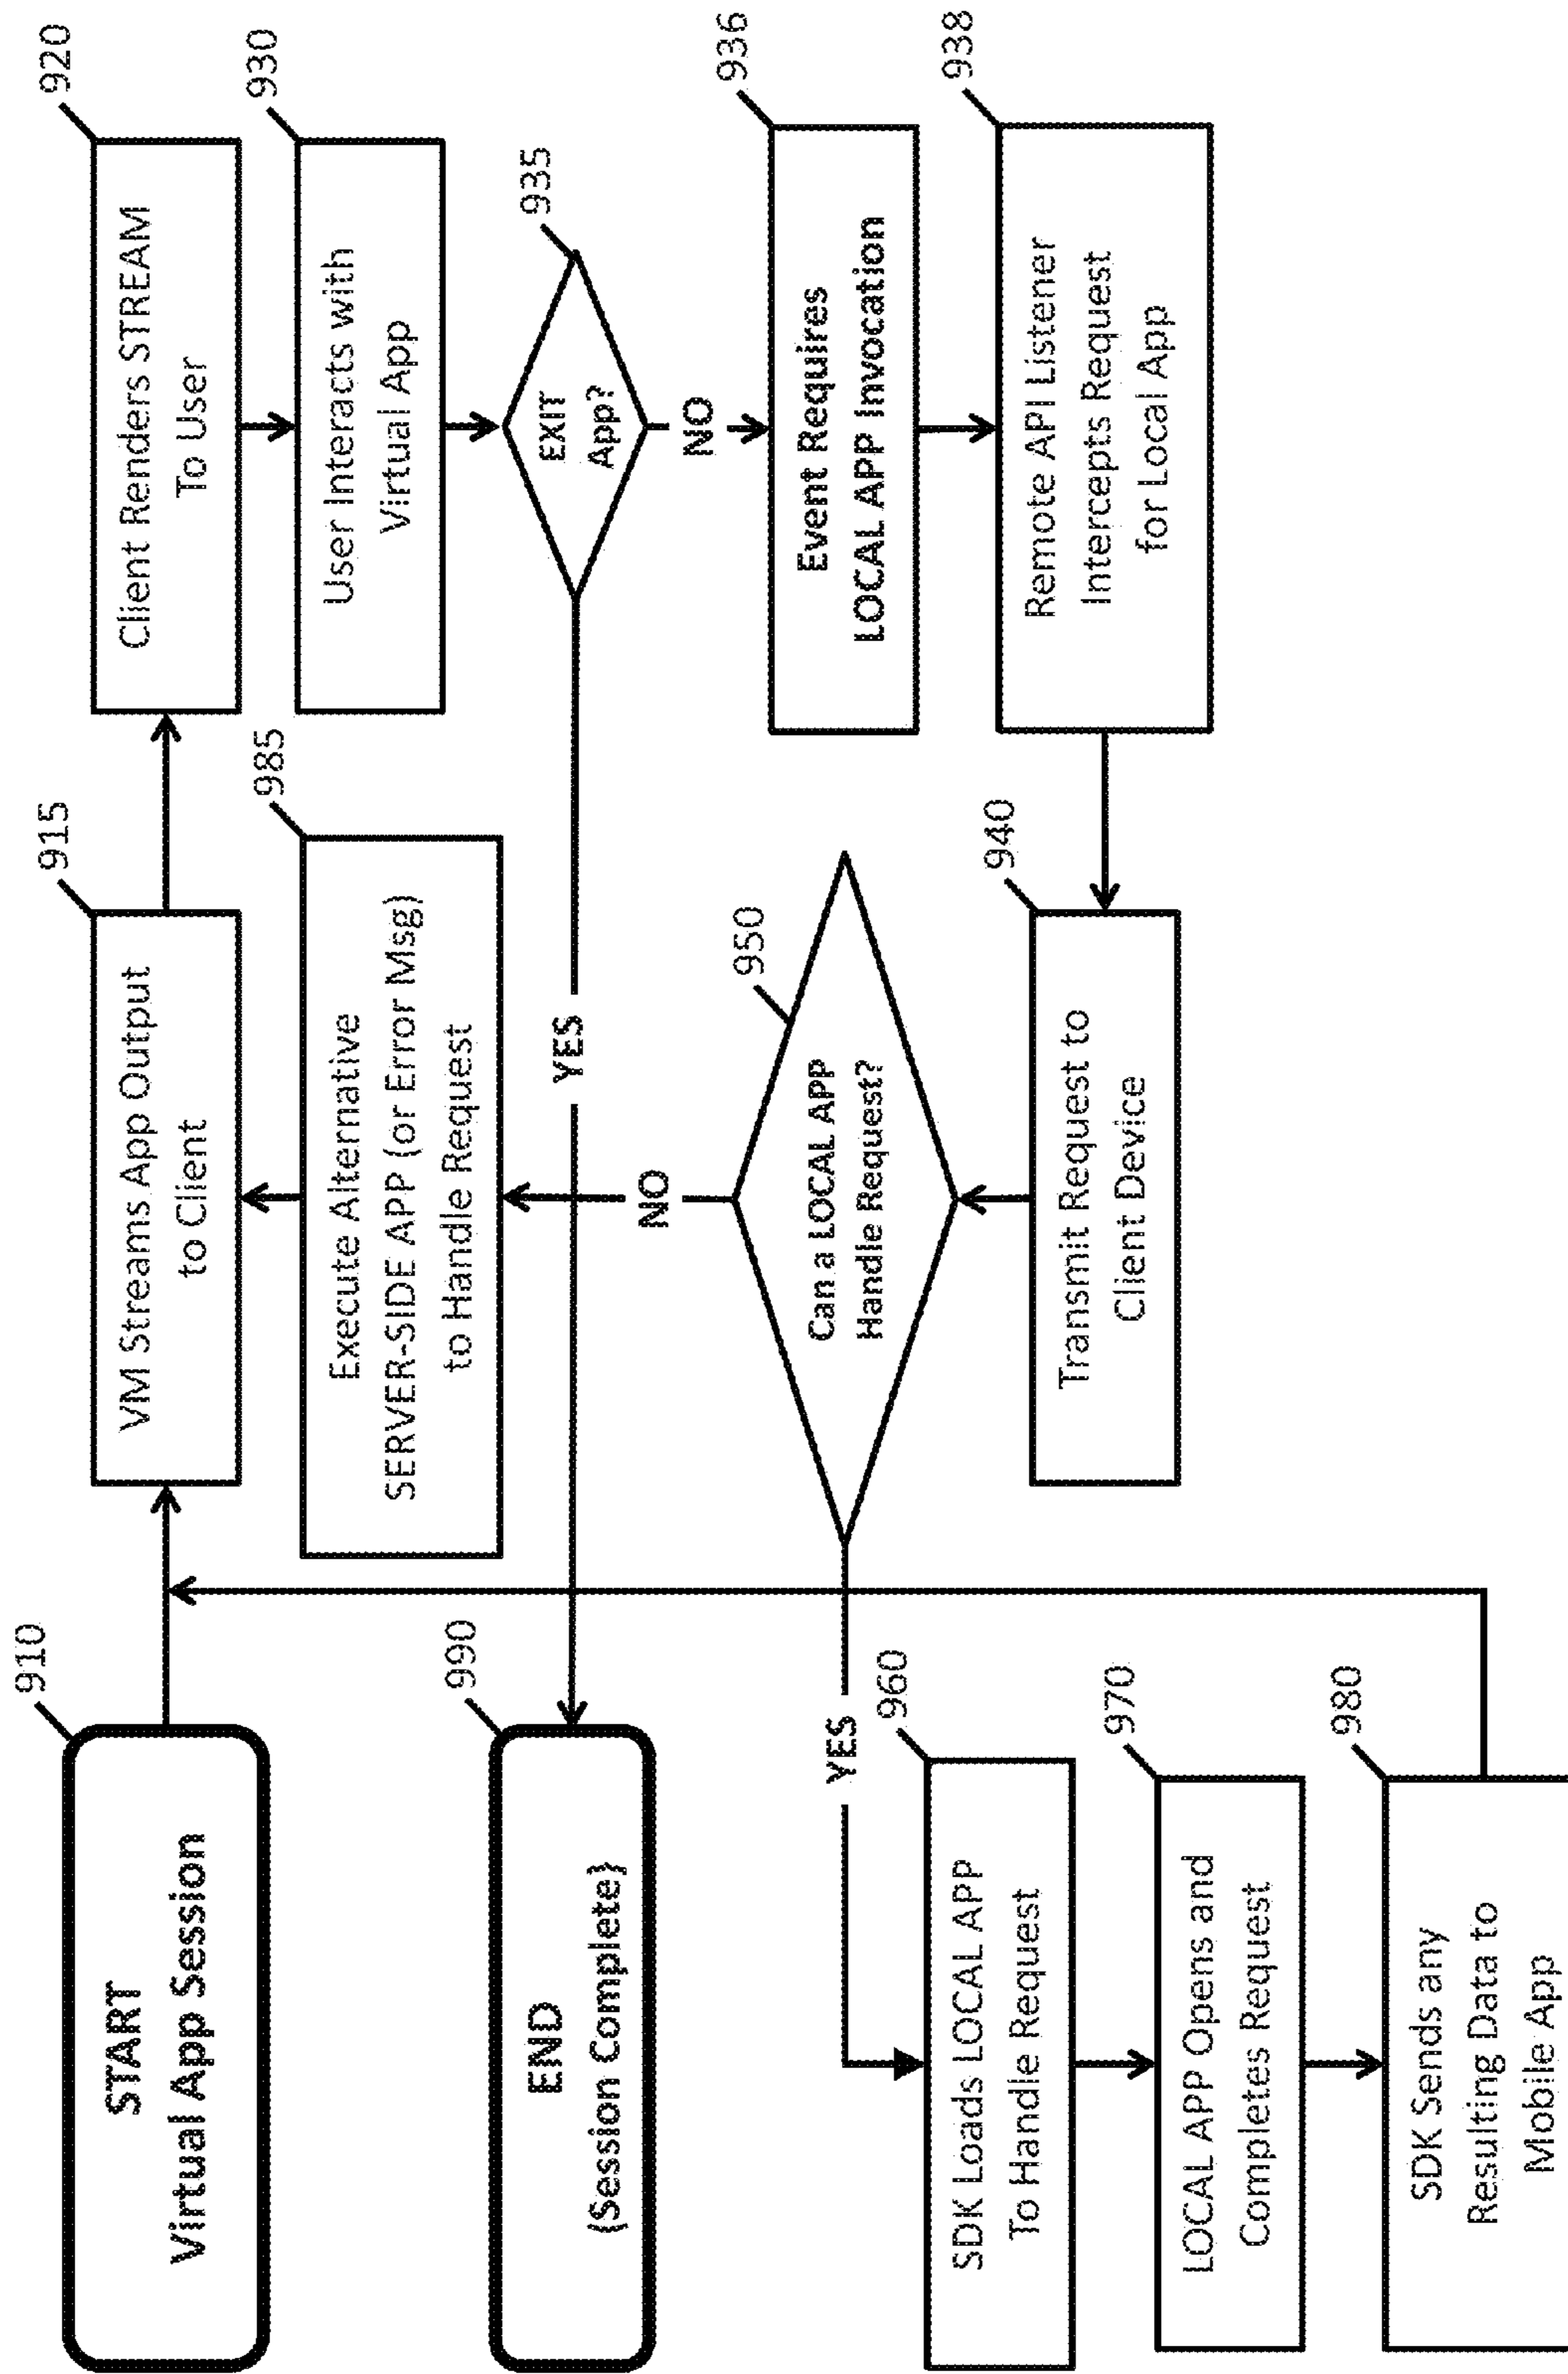 910
START
Virtual App Session
915
VM Streams App Output
to Client
920
Client Renders STREAM
To User
930
User Interacts with
Virtual App
935
EXIT
App?
YES
NO
990
END
(Session Complete)
936
Event Requires
LOCAL APP Invocation
938
Remote API Listener
Intercepts Request
for Local App
940
Transmit Request to
Client Device
950
Can a LOCAL APP
Handle Request?
NO
985
Execute Alternative
SERVER-SIDE APP (or Error Msg)
to Handle Request
YES
960
SDK Loads LOCAL APP
To Handle Request
970
LOCAL APP Opens and
Completes Request
980
SDK Sends any
Resulting Data to
Mobile App